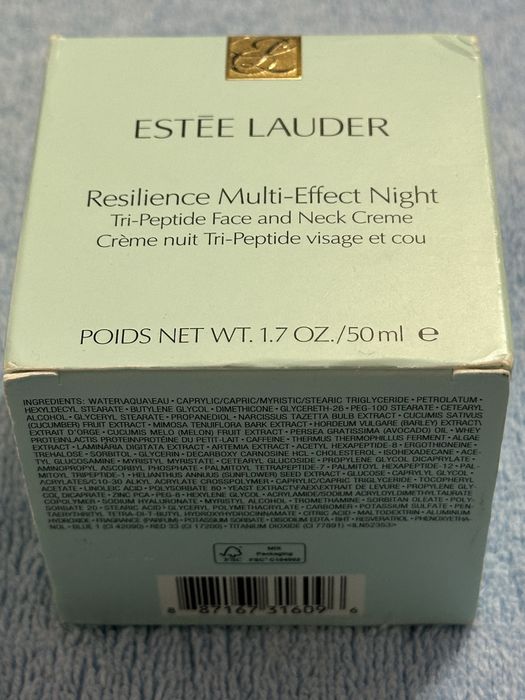 ESTĒE LAUDER
Resilience Multi-Effect Night
Tri-Peptide Face and Neck Creme
Crème nuit Tri-Peptide visage et cou
POIDS NET WT. 1.7 OZ./50ml e
INGREDIENTS: WATER\AQUA\EAU • CAPRYLIC/CAPRIC/MYRISTIC/STEARIC TRIGLYCERIDE • PETROLATUM •
HEXYLDECYL STEARATE • BUTYLENE GLYCOL • DIMETHICONE • GLYCERETH-26 • PEG-100 STEARATE • CETEARYL
ALCOHOL • GLYCERYL STEARATE • PROPANEDIOL • NARCISSUS TAZETTA BULB EXTRACT • CUCUMIS SATIVUS
(CUCUMBER) FRUIT EXTRACT • MIMOSA TENUIFLORA BARK EXTRACT • HORDEUM VULGARE (BARLEY) EXTRACT\
EXTRAIT D'ORGE • CUCUMIS MELO (MELON) FRUIT EXTRACT • PERSEA GRATISSIMA (AVOCADO) OIL • WHEY
PROTEIN\LACTIS PROTEIN\PROTÉINE DU PETIT-LAIT • CAFFEINE • THERMUS THERMOPHILLUS FERMENT • ALGAE
EXTRACT • LAMINARIA DIGITATA EXTRACT • ARTEMIA EXTRACT • ACETYL HEXAPEPTIDE-8 • ERGOTHIONEINE •
TREHALOSE • SORBITOL • GLYCERIN • DECARBOXY CARNOSINE HCL • CHOLESTEROL • ISOHEXADECANE • ACE-
TYL GLUCOSAMINE • MYRISTYL MYRISTATE • CETEARYL GLUCOSIDE • PROPYLENE GLYCOL DICAPRYLATE •
AMINOPROPYL ASCORBYL PHOSPHATE • PALMITOYL TETRAPEPTIDE-7 • PALMITOYL HEXAPEPTIDE-12 • PAL-
MITOYL TRIPEPTIDE-1 • HELIANTHUS ANNUUS (SUNFLOWER) SEED EXTRACT • GLUCOSE • CAPRYLYL GLYCOL •
ACRYLATES/C10-30 ALKYL ACRYLATE CROSSPOLYMER • CAPRYLIC/CAPRIC TRIGLYCERIDE • TOCOPHERYL
ACETATE • LINOLEIC ACID • POLYSORBATE 80 • YEAST EXTRACT\FAEX\EXTRAIT DE LEVURE • PROPYLENE GLY-
COL DICAPRATE • ZINC PCA • PEG-8 • HEXYLENE GLYCOL • ACRYLAMIDE/SODIUM ACRYLOYLDIMETHYLTAURATE
COPOLYMER • SODIUM HYALURONATE • MYRISTYL ALCOHOL • TROMETHAMINE • SORBITAN OLEATE • POLY-
SORBATE 20 • STEARIC ACID • GLYCERYL POLYMETHACRYLATE • CARBOMER • POTASSIUM SULFATE • PEN-
TAERYTHRITYL TETRA-DI-T-BUTYL HYDROXYHYDROCINNAMATE • CITRIC ACID • MALTODEXTRIN • ALUMINUM
HYDROXIDE • FRAGRANCE (PARFUM) • POTASSIUM SORBATE • DISODIUM EDTA • BHT • RESVERATROL • PHENOXYETHA-
NOL • BLUE 1 (CI 42090) • RED 33 (CI 17200) • TITANIUM DIOXIDE (CI 77891) <ILN52353>
MIX
Packaging
FSC
8 87167 31609 6